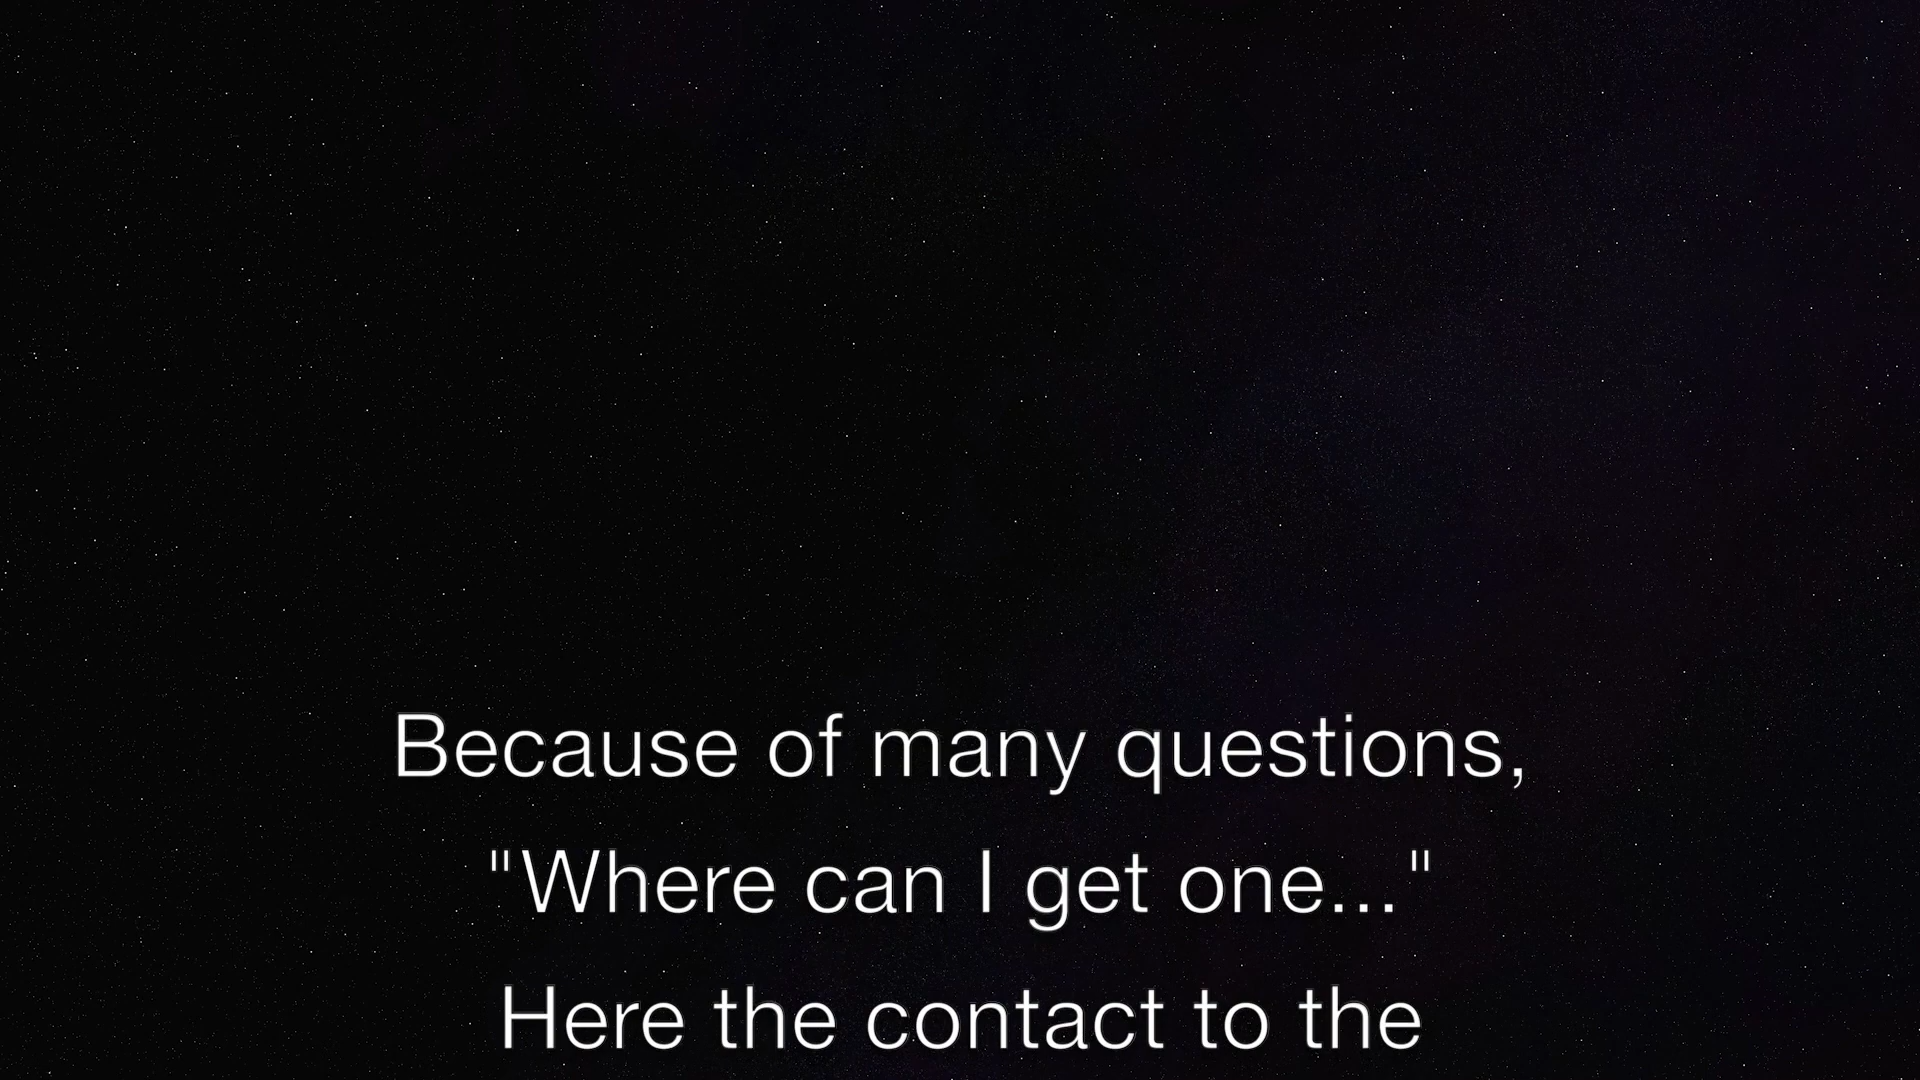 Because of many questions,
"Where can I get one..."
Here the contact to the